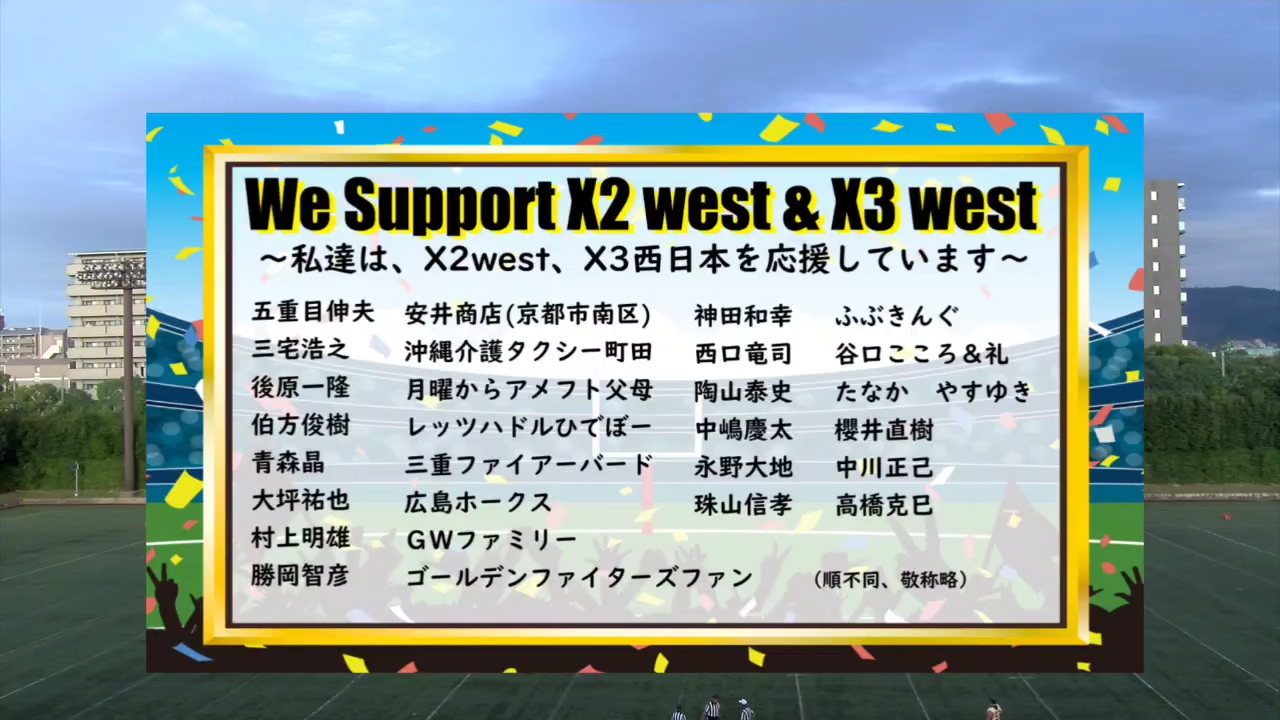 We Support X2 west & X3 west
～私達は、X2west、X3西日本を応援しています～
五重目伸夫 安井商店(京都市南区) 神田和幸 ふぶきんぐ
三宅浩之 沖縄介護タクシー町田 西口竜司 谷口こころ&礼
後原一隆 月曜からアメフト父母 陶山泰史 たなか　やすゆき
伯方俊樹 レッツハドルひでぼー 中嶋慶太 櫻井直樹
青森晶 三重ファイアーバード 永野大地 中川正己
大坪祐也 広島ホークス 珠山信孝 高橋克巳
村上明雄 GWファミリー
勝岡智彦 ゴールデンファイターズファン （順不同、敬称略）